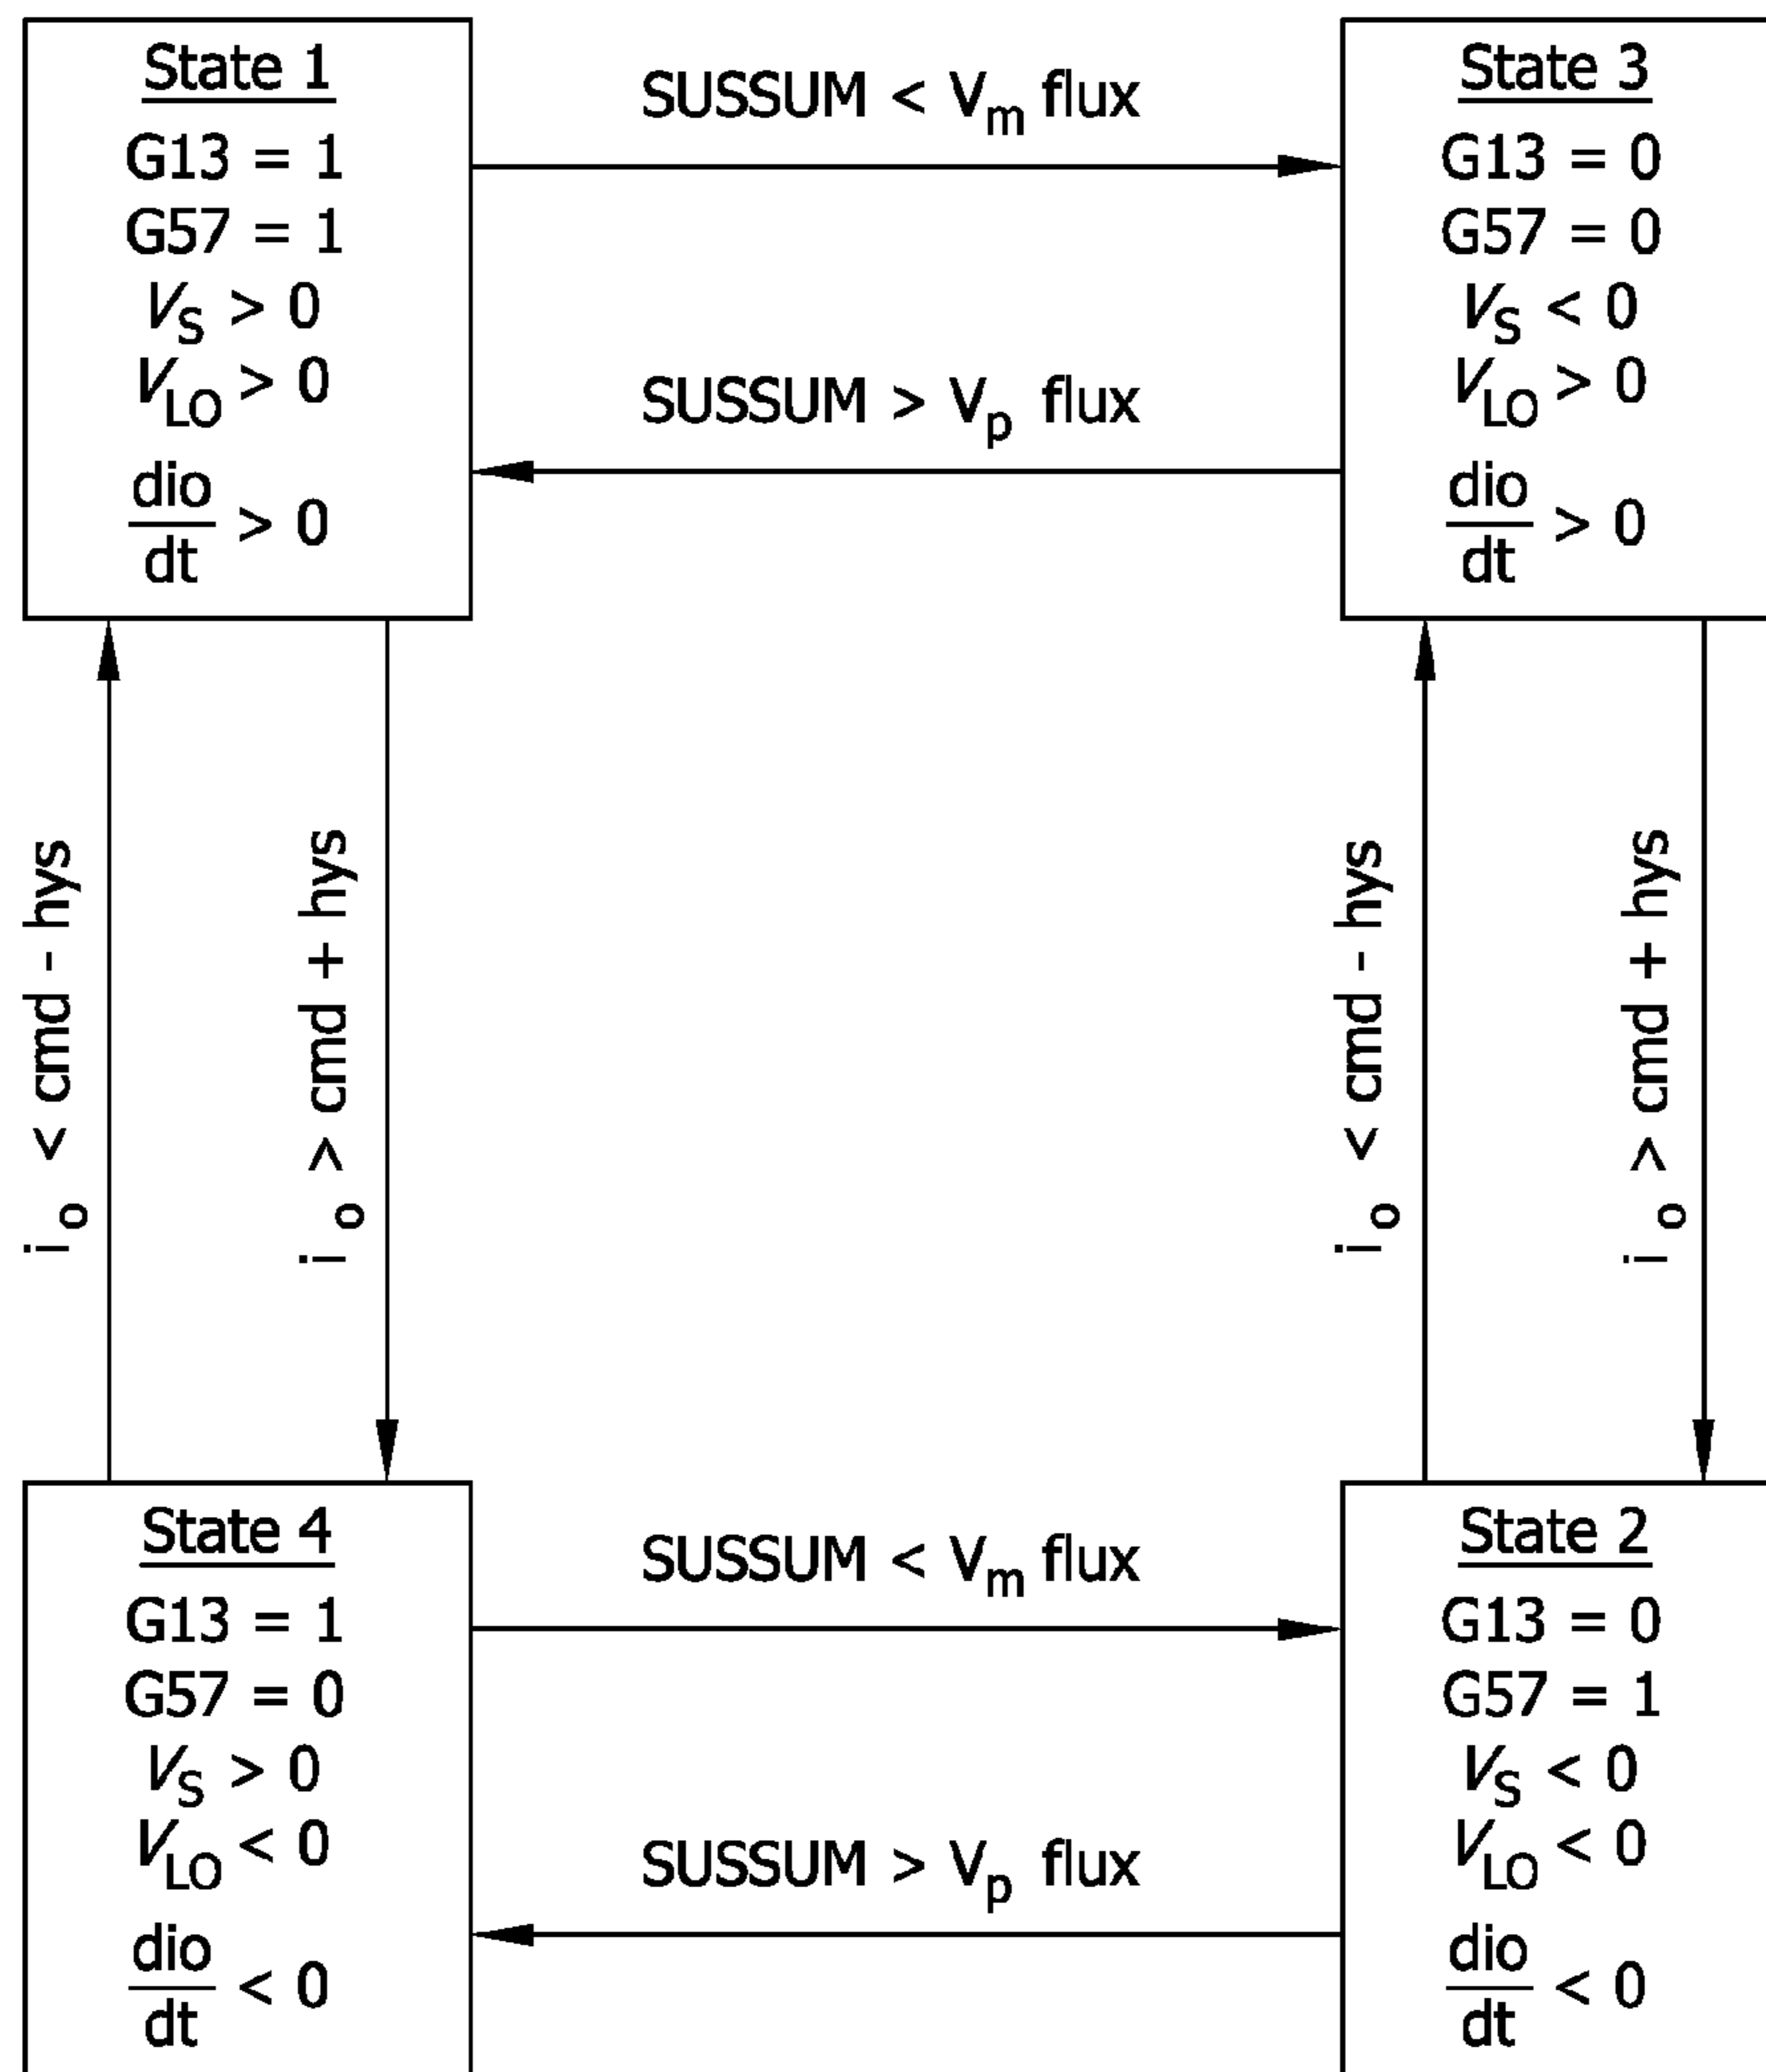 State 1
G13 = 1
G57 = 1
VS > 0
VLO > 0
dio
dt
> 0
SUSSUM < Vm flux
SUSSUM > Vp flux
State 3
G13 = 0
G57 = 0
VS < 0
VLO > 0
dio
dt
> 0
io < cmd - hys
io > cmd + hys
io < cmd - hys
io > cmd + hys
State 4
G13 = 1
G57 = 0
VS > 0
VLO < 0
dio
dt
< 0
SUSSUM < Vm flux
SUSSUM > Vp flux
State 2
G13 = 0
G57 = 1
VS < 0
VLO < 0
dio
dt
< 0